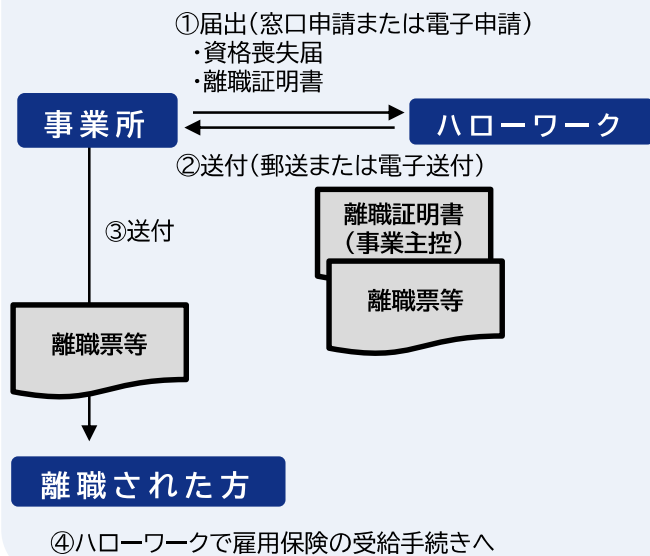 ①届出（窓口申請または電子申請）
・資格喪失届
・離職証明書
事業所
ハローワーク
②送付（郵送または電子送付）
離職証明書
（事業主控）
③送付
離職票等
離職票等
離職された方
④ハローワークで雇用保険の受給手続きへ